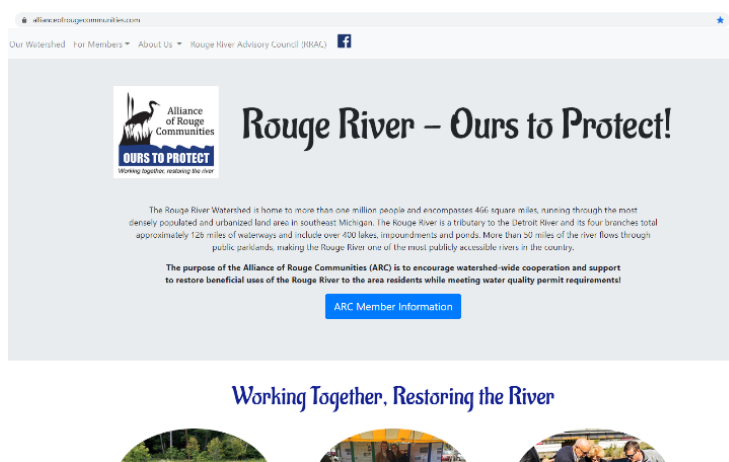 allianceofrougecommunities.com
Our Watershed For Members About Us Rouge River Advisory Council (RRAC) f
Alliance
of Rouge
Communities
OURS TO PROTECT
Working together, restoring the river
Rouge River – Ours to Protect!
The Rouge River Watershed is home to more than one million people and encompasses 466 square miles, running through the most
densely populated and urbanized land area in southeast Michigan. The Rouge River is a tributary to the Detroit River and its four branches total
approximately 126 miles of waterways and include over 400 lakes, impoundments and ponds. More than 50 miles of the river flows through
public parklands, making the Rouge River one of the most publicly accessible rivers in the country.
The purpose of the Alliance of Rouge Communities (ARC) is to encourage watershed-wide cooperation and support
to restore beneficial uses of the Rouge River to the area residents while meeting water quality permit requirements!
ARC Member Information
Working Together, Restoring the River